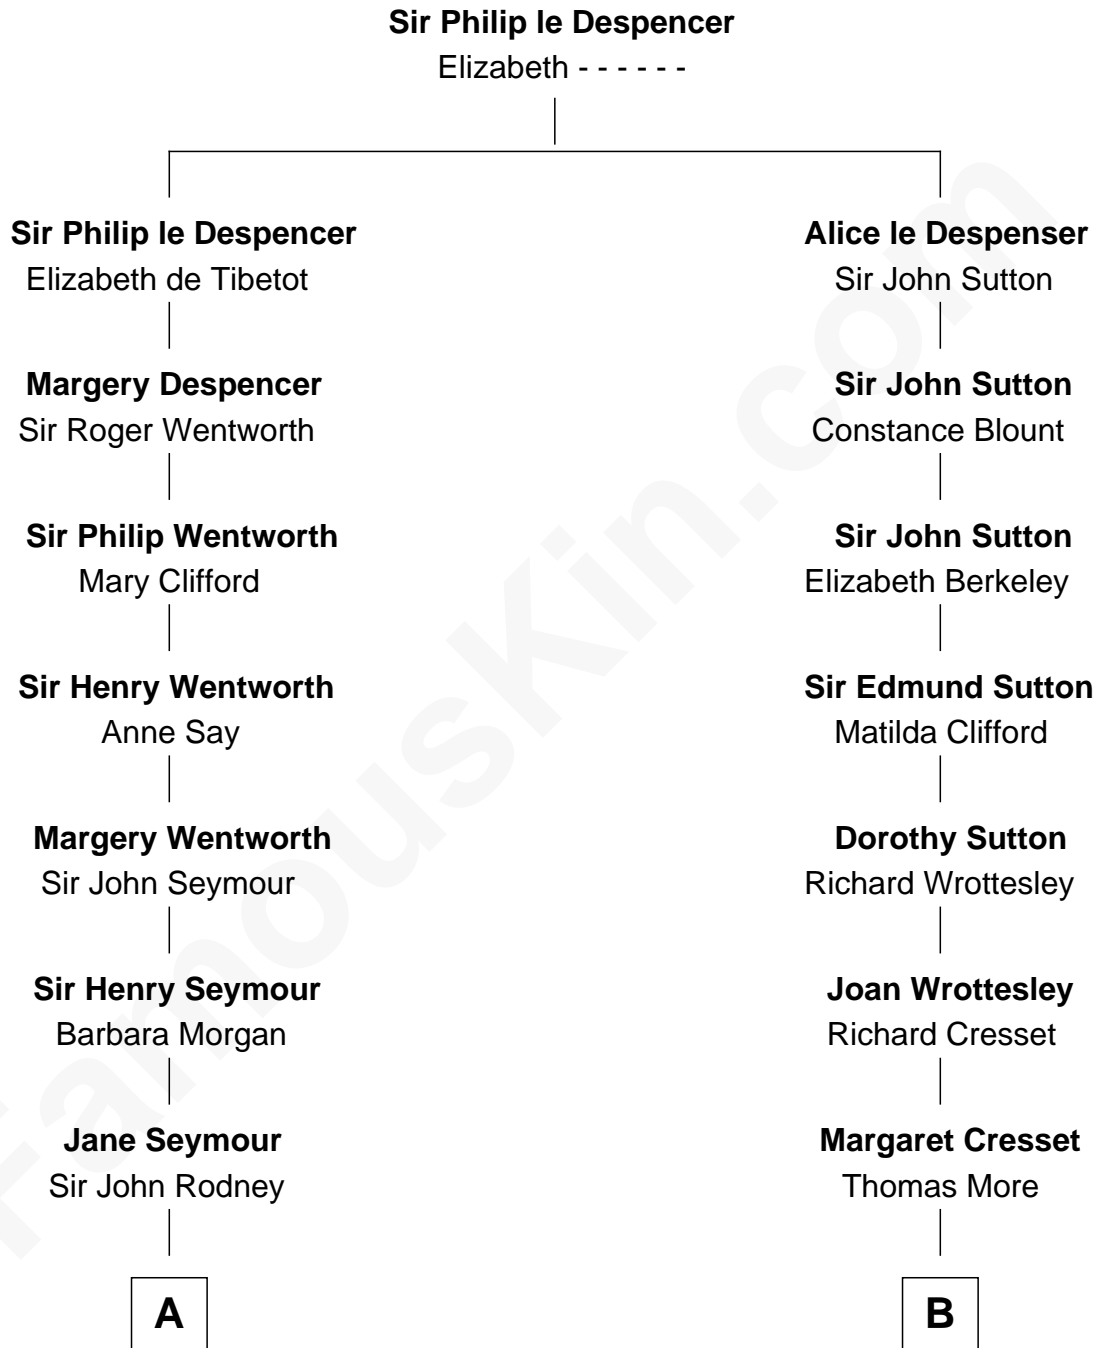 Sir Philip le Despencer
Elizabeth - - - - - -
Sir Philip le Despencer
Elizabeth de Tibetot
Margery Despencer
Sir Roger Wentworth
Sir Philip Wentworth
Mary Clifford
Sir Henry Wentworth
Anne Say
Margery Wentworth
Sir John Seymour
Sir Henry Seymour
Barbara Morgan
Jane Seymour
Sir John Rodney
A
Alice le Despenser
Sir John Sutton
Sir John Sutton
Constance Blount
Sir John Sutton
Elizabeth Berkeley
Sir Edmund Sutton
Matilda Clifford
Dorothy Sutton
Richard Wrottesley
Joan Wrottesley
Richard Cresset
Margaret Cresset
Thomas More
B
FamousKin.com